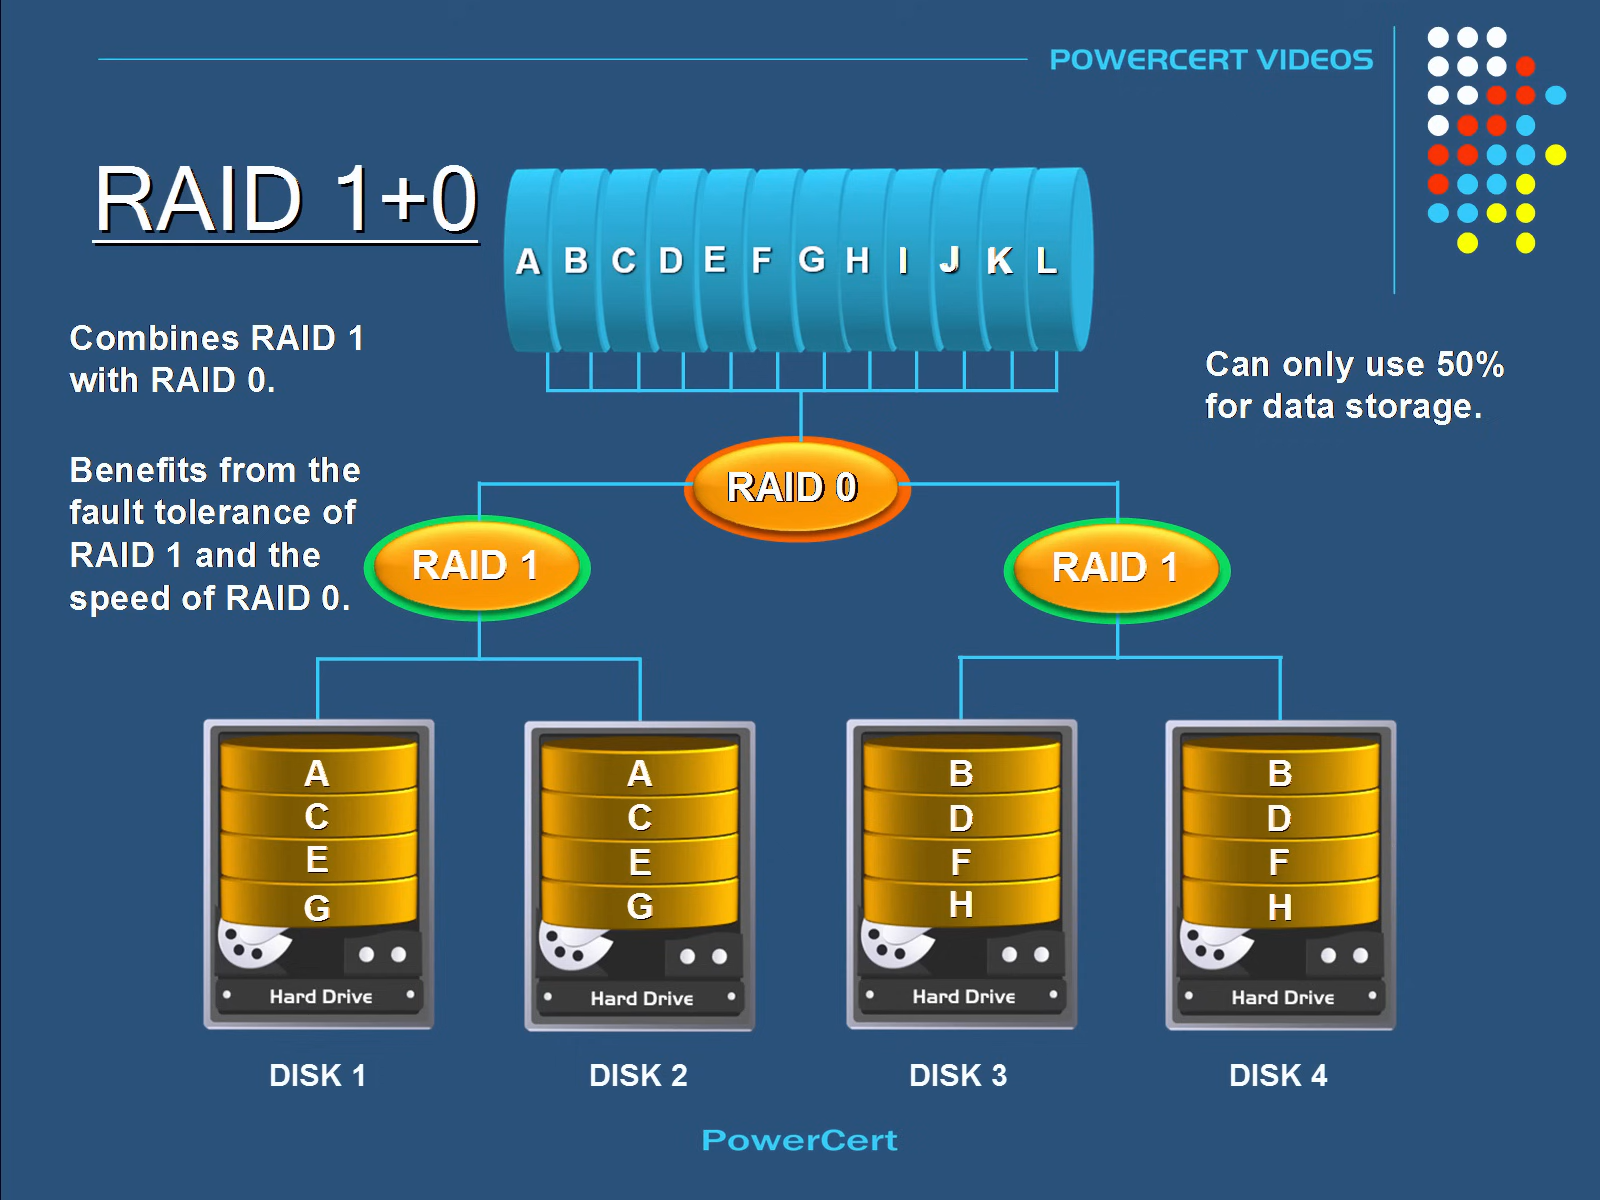 POWERCERT VIDEOS
RAID 1+0
A B C D E F G H I J K L
Combines RAID 1
with RAID 0.
Can only use 50%
for data storage.
Benefits from the
fault tolerance of
RAID 1 and the
speed of RAID 0.
RAID 0
RAID 1
RAID 1
A
C
E
G
Hard Drive
DISK 1
A
C
E
G
Hard Drive
DISK 2
B
D
F
H
Hard Drive
DISK 3
B
D
F
H
Hard Drive
DISK 4
PowerCert